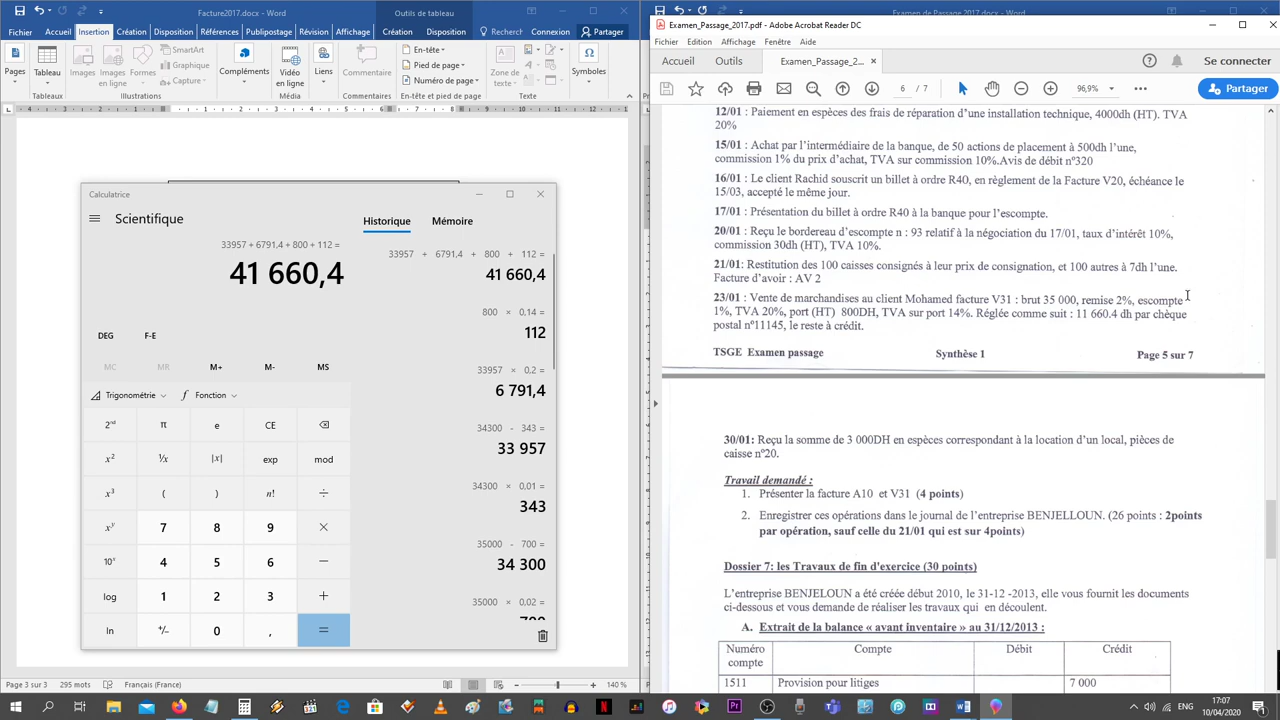 Facture2017.docx - Word
Outils de tableau
Fichier Accueil Insertion Création Disposition Références Publipostage Révision Affichage Création Disposition Recherch Connexion Partager
Pages
Tableau
Images
Images en ligne
Formes
SmartArt
Graphique
Capture
Compléments
Vidéo en ligne
Liens
Commentaire
En-tête
Pied de page
Numéro de page
Zone de texte
Symboles
Tableaux
Illustrations
Commentaires
En-tête et pied de page
Texte
Calculatrice
Scientifique
Historique Mémoire
33957 + 6791,4 + 800 + 112 =
41 660,4
DEG F-E
MC MR M+ M- MS
Trigonométrie Fonction
2nd π e CE
x² ¹/x |x| exp mod
x³ ( ) n! ÷
xʸ 7 8 9 ×
10ˣ 4 5 6 −
log 1 2 3 +
ln +/− 0 , =
33957 + 6791,4 + 800 + 112 =
41 660,4
800 × 0.14 =
112
33957 × 0.2 =
6 791,4
34300 - 343 =
33 957
34300 × 0,01 =
343
35000 - 700 =
34 300
35000 × 0,02 =
700
Page 3 sur 3 295 mots Français (France) 140 %
Examen de Passage 2017.docx - Word
Examen_Passage_2017.pdf - Adobe Acrobat Reader DC
Fichier Edition Affichage Fenêtre Aide
Accueil Outils Examen_Passage_2... × Se connecter
6 / 7 96,9% Partager
12/01 : Paiement en espèces des frais de réparation d'une installation technique, 4000dh (HT). TVA
20%
15/01 : Achat par l'intermédiaire de la banque, de 50 actions de placement à 500dh l'une,
commission 1% du prix d'achat, TVA sur commission 10%.Avis de débit n°320
16/01 : Le client Rachid souscrit un billet à ordre R40, en règlement de la Facture V20, échéance le
15/03, accepté le même jour.
17/01 : Présentation du billet à ordre R40 à la banque pour l'escompte.
20/01 : Reçu le bordereau d'escompte n : 93 relatif à la négociation du 17/01, taux d'intérêt 10%,
commission 30dh (HT), TVA 10%.
21/01: Restitution des 100 caisses consignés à leur prix de consignation, et 100 autres à 7dh l'une.
Facture d'avoir : AV 2
23/01 : Vente de marchandises au client Mohamed facture V31 : brut 35 000, remise 2%, escompte
1%, TVA 20%, port (HT) 800DH, TVA sur port 14%. Réglée comme suit : 11 660.4 dh par chèque
postal n°11145, le reste à crédit.
TSGE Examen passage Synthèse 1 Page 5 sur 7
30/01: Reçu la somme de 3 000DH en espèces correspondant à la location d'un local, pièces de
caisse n°20.
Travail demandé :
1. Présenter la facture A10 et V31 (4 points)
2. Enregistrer ces opérations dans le journal de l'entreprise BENJELLOUN. (26 points : 2points
par opération, sauf celle du 21/01 qui est sur 4points)
Dossier 7: les Travaux de fin d'exercice (30 points)
L'entreprise BENJELOUN a été créée début 2010, le 31-12 -2013, elle vous fournit les documents
ci-dessous et vous demande de réaliser les travaux qui en découlent.
A. Extrait de la balance « avant inventaire » au 31/12/2013 :
Numéro compte Compte Débit Crédit
1511 Provision pour litiges 7 000
ENG 17:07
10/04/2020